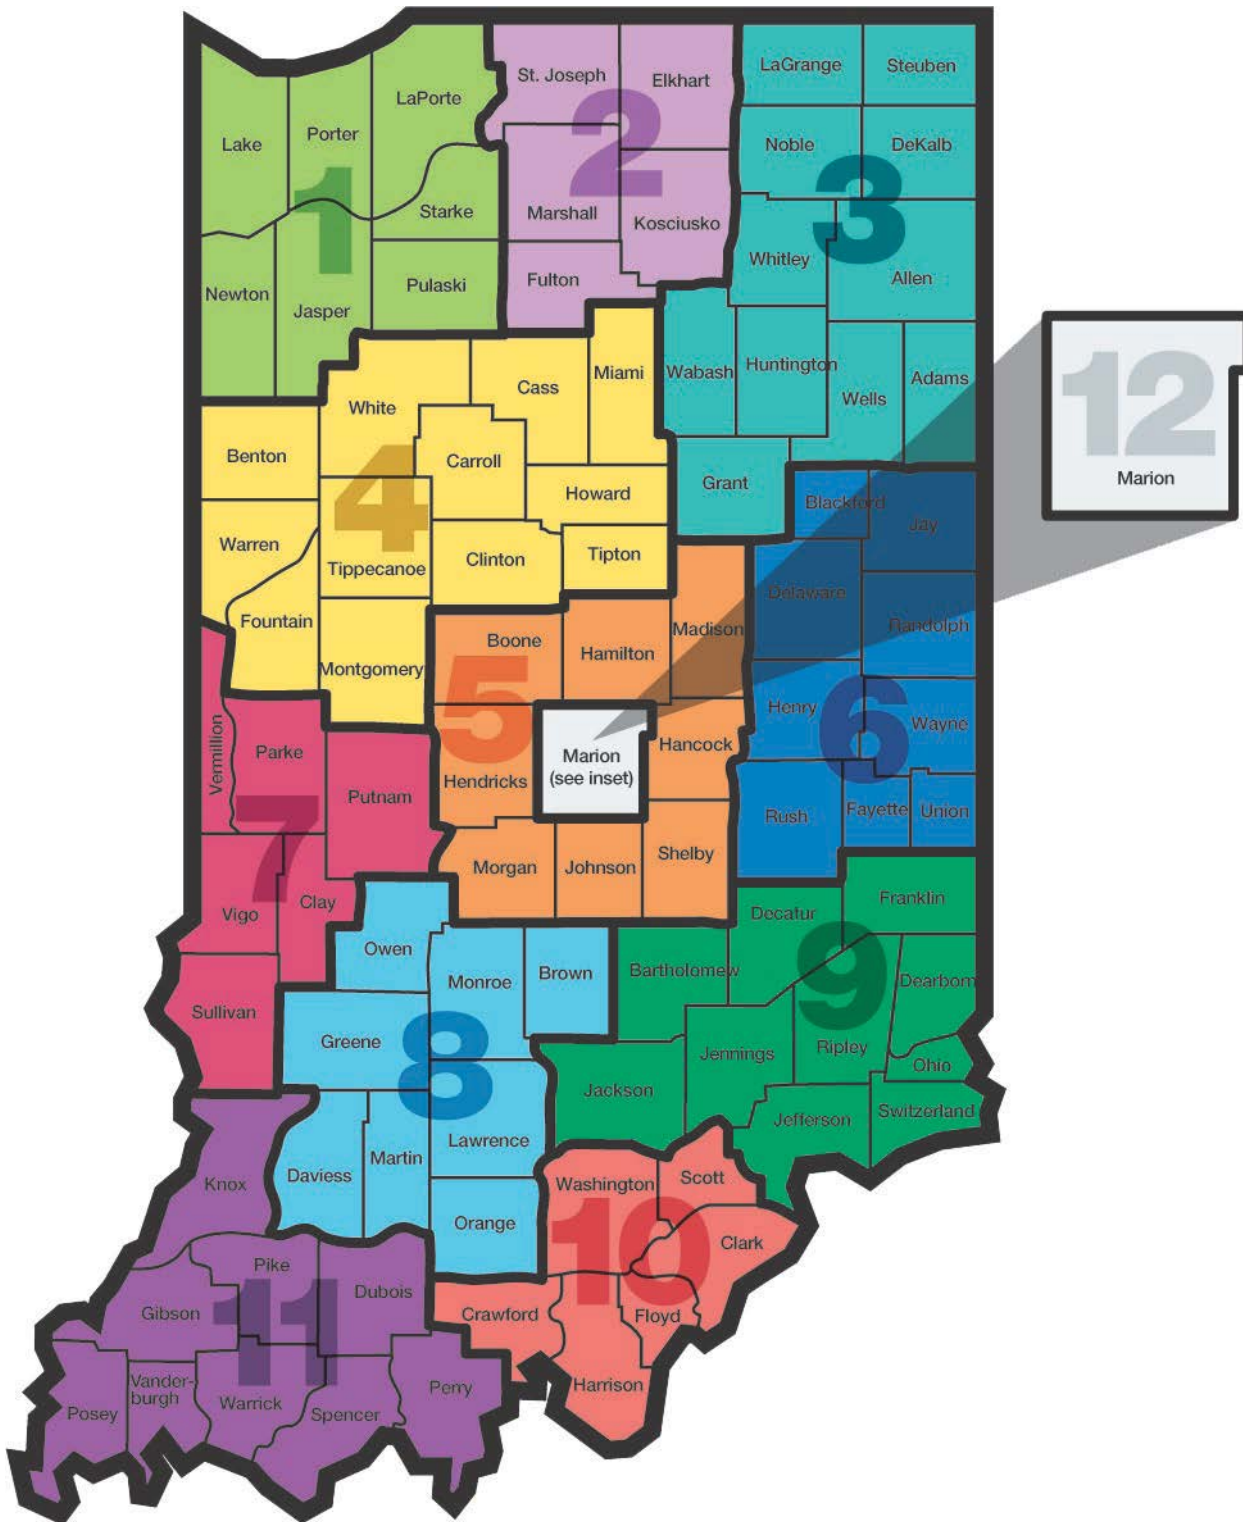 LaGrange
Steuben
St. Joseph
Elkhart
LaPorte
Lake
Porter
Noble
DeKalb
2
3
1
Starke
Marshall
Kosciusko
Whitley
Allen
Newton
Jasper
Pulaski
Fulton
Wabash
Huntington
Adams
Wells
Miami
Cass
White
12
Marion
Benton
Carroll
Grant
Howard
4
Blackford
Jay
Warren
Tippecanoe
Clinton
Tipton
Delaware
Randolph
Fountain
Boone
Hamilton
Madison
Montgomery
5
Henry
6
Wayne
Vermillion
Parke
Marion
(see inset)
Hancock
Hendricks
Putnam
7
Rush
Fayette
Union
Morgan
Johnson
Shelby
Vigo
Clay
Decatur
Franklin
Owen
Monroe
Brown
Bartholomew
9
Dearborn
Sullivan
Greene
8
Jennings
Ripley
Ohio
Jackson
Jefferson
Switzerland
Lawrence
Martin
Daviess
Knox
Washington
Scott
Orange
10
Clark
Pike
Dubois
Gibson
11
Crawford
Floyd
Harrison
Vander-
burgh
Posey
Warrick
Spencer
Perry